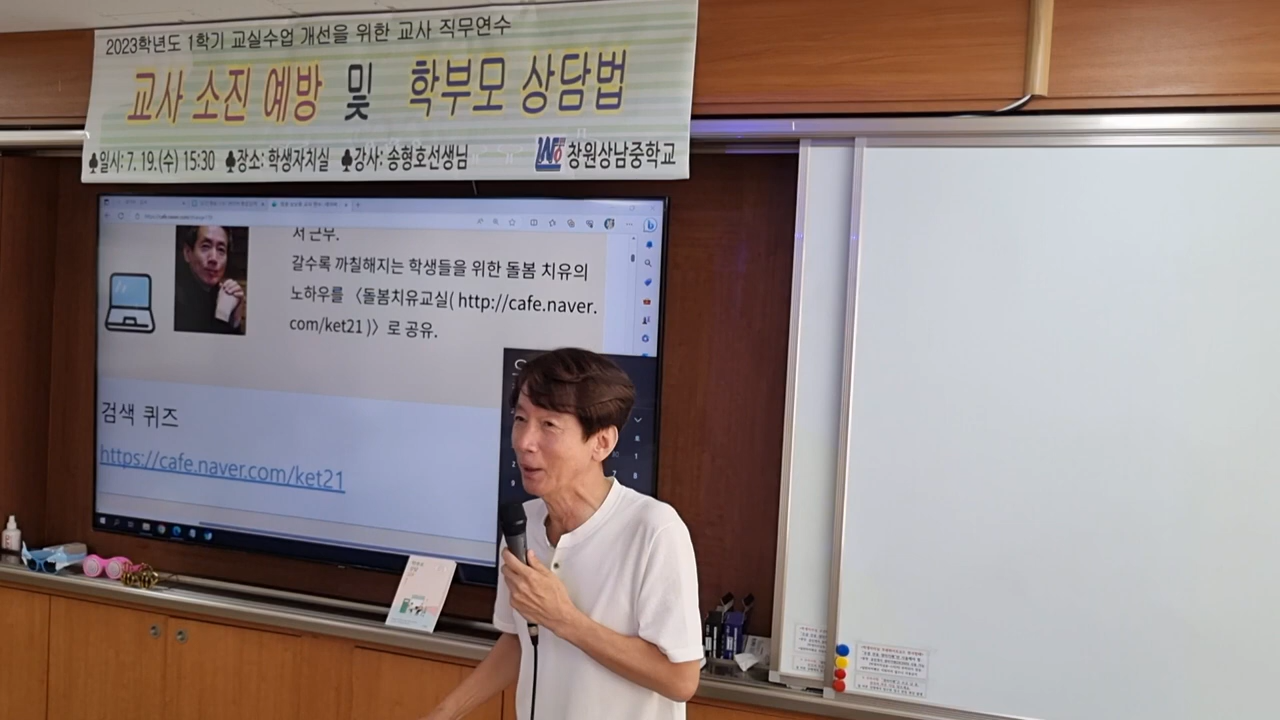 2023학년도 1학기 교실수업 개선을 위한 교사 직무연수
교사 소진 예방 및 학부모 상담법
일시: 7. 19.(수) 15:30 장소: 학생자치실 강사: 송형호선생님 창원상남중학교
서 근무.
갈수록 까칠해지는 학생들을 위한 돌봄 치유의
노하우를 〈돌봄치유교실( http://cafe.naver.
com/ket21 )〉로 공유.
검색 퀴즈
https://cafe.naver.com/ket21